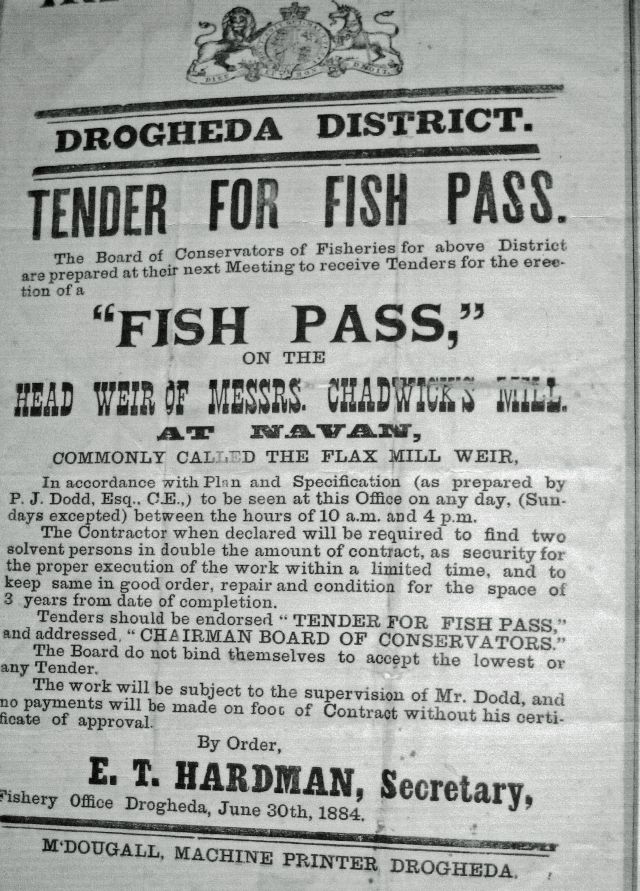 DIEU ET MON DROIT
DROGHEDA DISTRICT.
TENDER FOR FISH PASS.
The Board of Conservators of Fisheries for above District
are prepared at their next Meeting to receive Tenders for the erec-
tion of a
"FISH PASS,"
ON THE
HEAD WEIR OF MESSRS. CHADWICK'S MILL.
AT NAVAN,
COMMONLY CALLED THE FLAX MILL WEIR,
In accordance with Plan and Specification (as prepared by
P. J. Dodd, Esq., C.E.,) to be seen at this Office on any day, (Sun-
days excepted) between the hours of 10 a.m. and 4 p.m.
The Contractor when declared will be required to find two
solvent persons in double the amount of contract, as security for
the proper execution of the work within a limited time, and to
keep same in good order, repair and condition for the space of
3 years from date of completion.
Tenders should be endorsed "TENDER FOR FISH PASS,"
and addressed, "CHAIRMAN BOARD OF CONSERVATORS."
The Board do not bind themselves to accept the lowest or
any Tender.
The work will be subject to the supervision of Mr. Dodd, and
no payments will be made on foot of Contract without his certi-
ficate of approval.
By Order,
E. T. HARDMAN, Secretary,
Fishery Office Drogheda, June 30th, 1884.
M'DOUGALL, MACHINE PRINTER DROGHEDA.